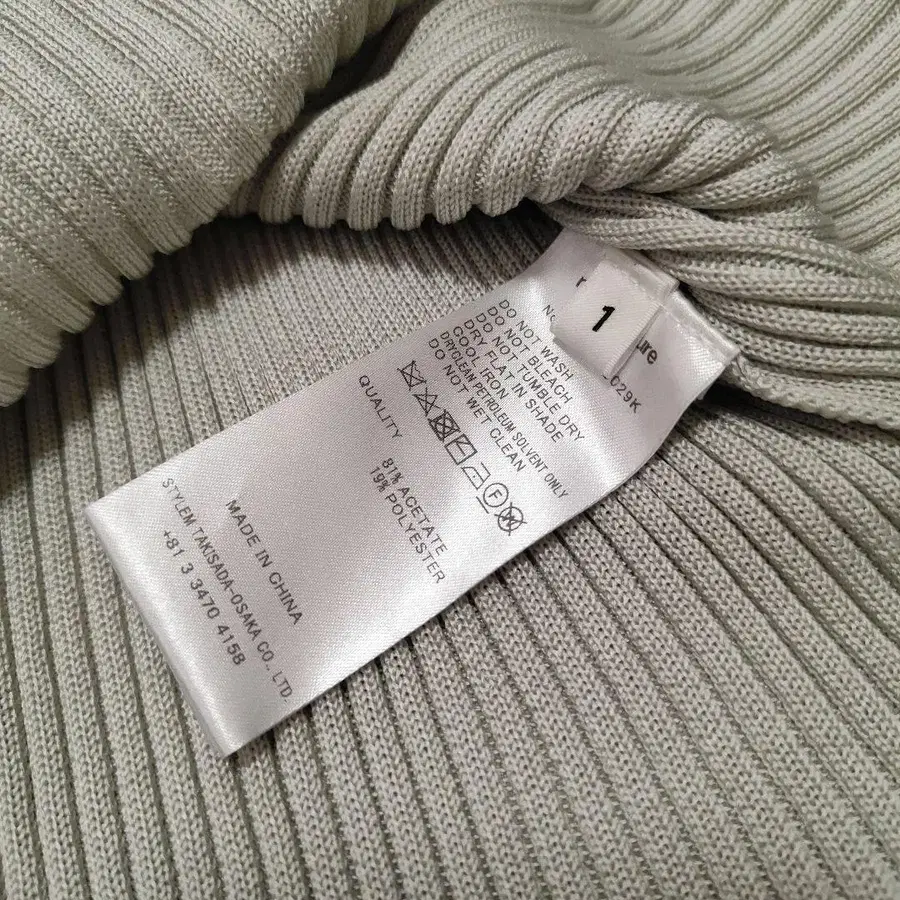 1
ure
C29K
DO NOT WASH
DO NOT BLEACH
DO NOT TUMBLE DRY
DRY FLAT IN SHADE
COOL IRON
DRYCLEAN PETROLEUM SOLVENT ONLY
DO NOT WET CLEAN
F
QUALITY
81% ACETATE
19% POLYESTER
MADE IN CHINA
STYLEM TAKISADA-OSAKA CO., LTD.
+81 3 3470 4158